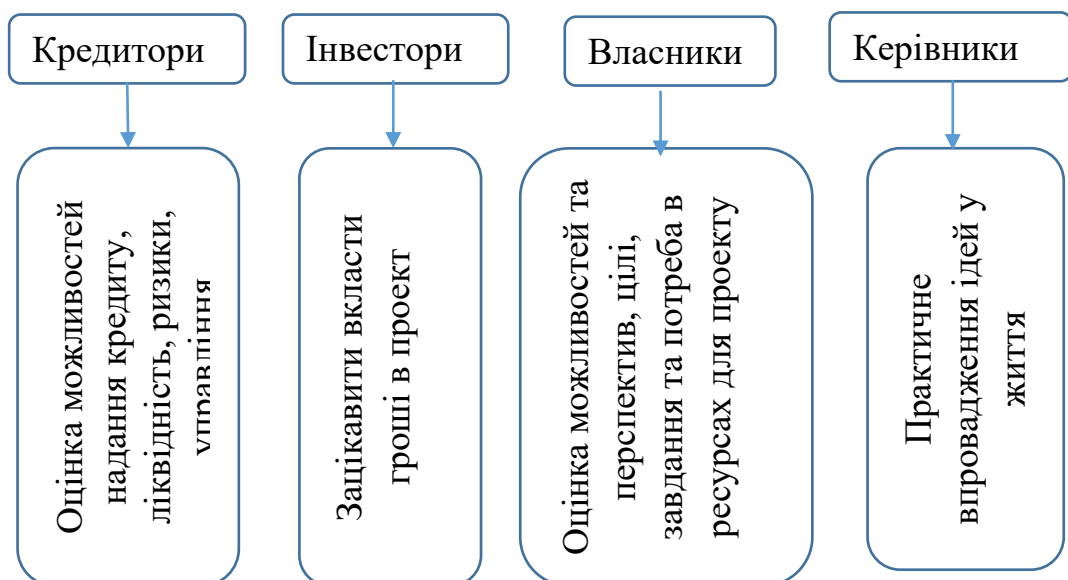 Кредитори
Інвестори
Власники
Керівники
Оцінка можливостей
надання кредиту,
ліквідність, ризики,
управління
Зацікавити вкласти
гроші в проект
Оцінка можливостей та
перспектив, цілі,
завдання та потреба в
ресурсах для проекту
Практичне
впровадження ідей у
життя